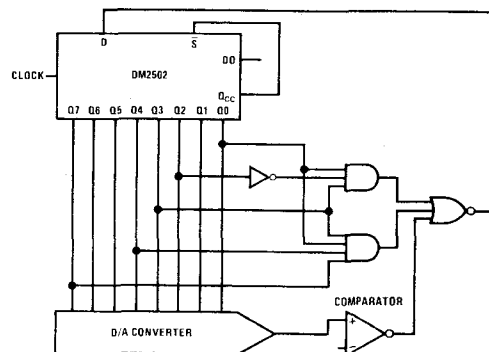 D S̅
DM2502
DO
CLOCK
QCC
Q7 Q6 Q5 Q4 Q3 Q2 Q1 Q0
COMPARATOR
+
−
D/A CONVERTER